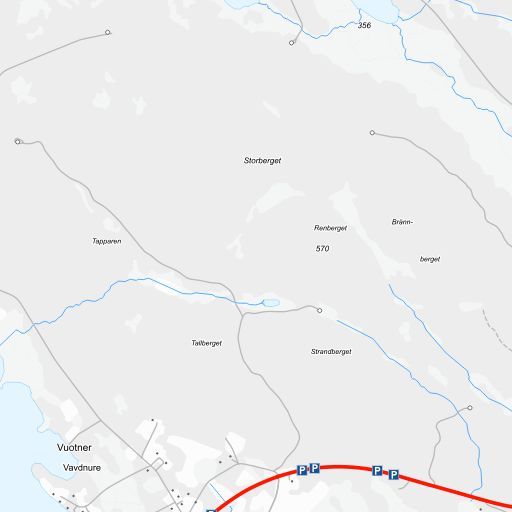 356
Storberget
Renberget
Bränn-
Tapparen
570
berget
Tallberget
Strandberget
Vuotner
Vavdnure
P P
P P
P